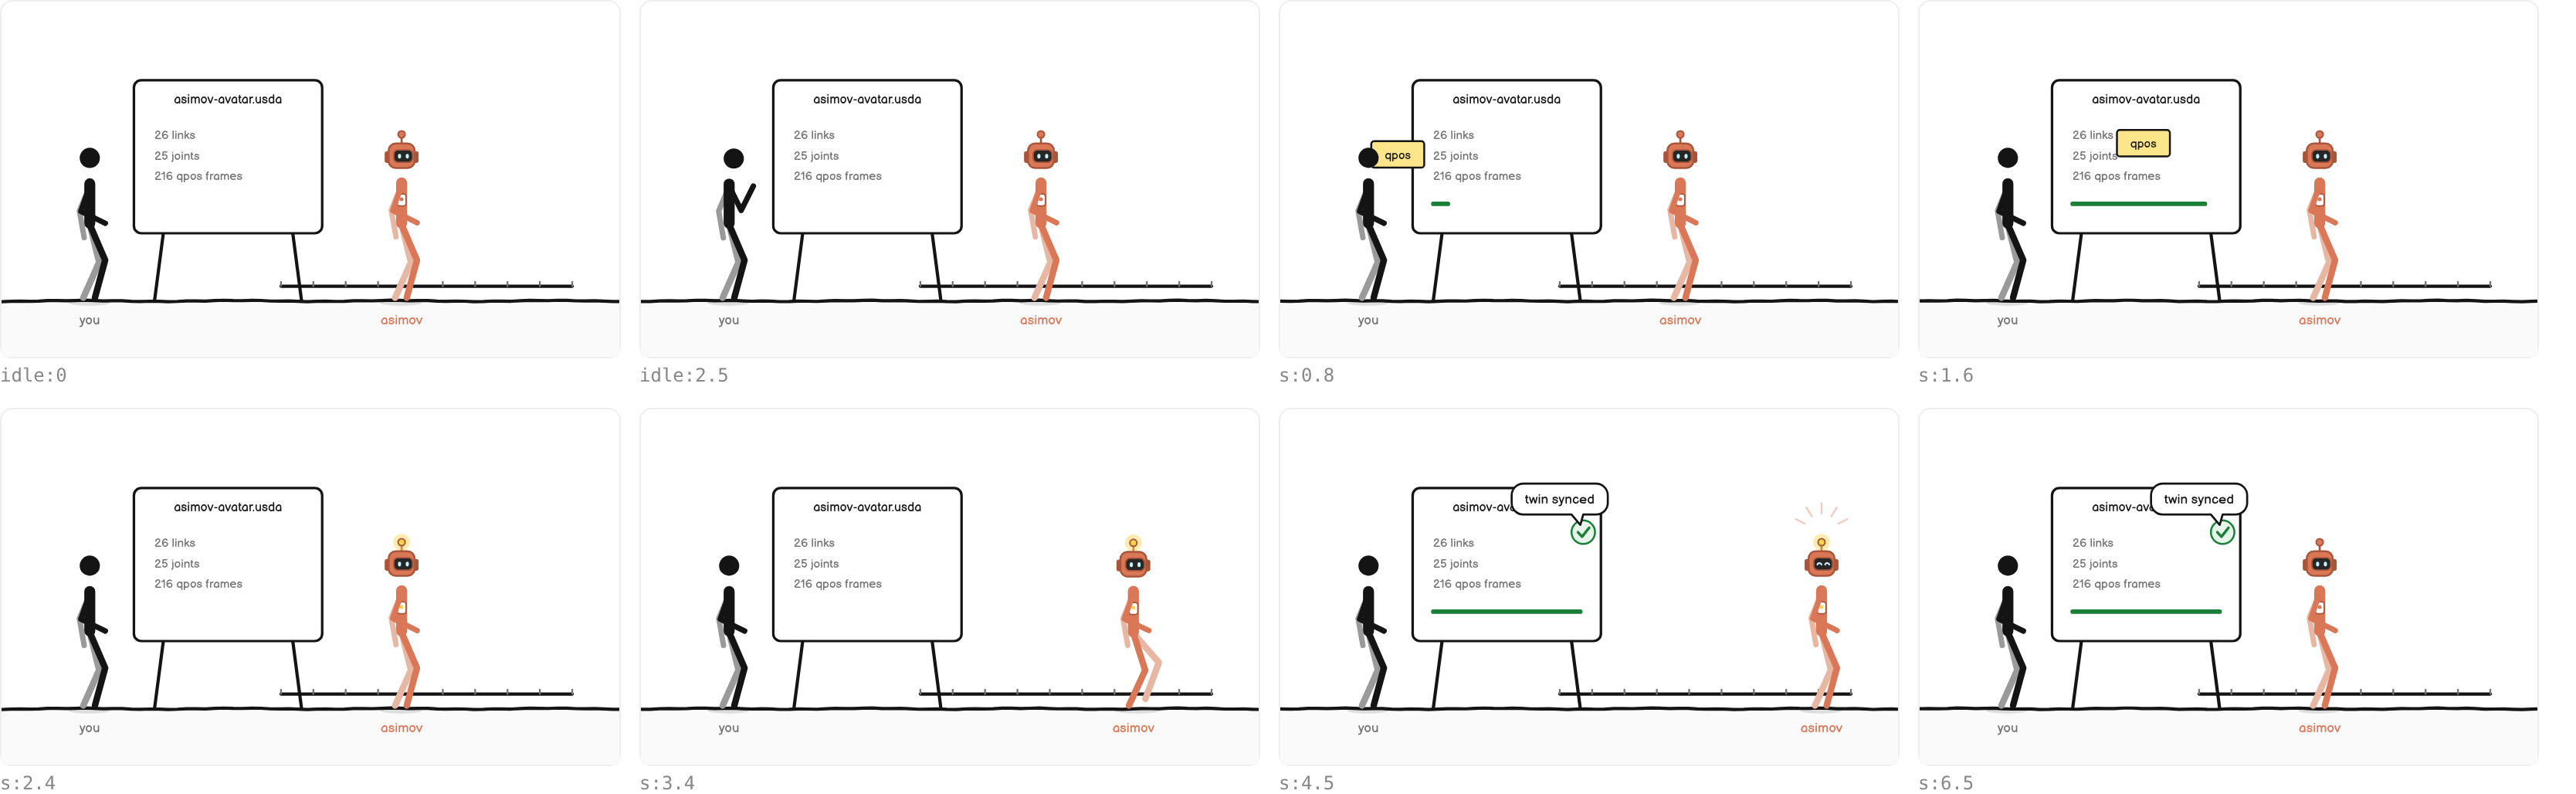 asimov-avatar.usda
26 links
25 joints
216 qpos frames
you
asimov
idle:0
asimov-avatar.usda
26 links
25 joints
216 qpos frames
you
asimov
idle:2.5
asimov-avatar.usda
qpos
26 links
25 joints
216 qpos frames
you
asimov
s:0.8
asimov-avatar.usda
26 links
qpos
25 joints
216 qpos frames
you
asimov
s:1.6
asimov-avatar.usda
26 links
25 joints
216 qpos frames
you
asimov
s:2.4
asimov-avatar.usda
26 links
25 joints
216 qpos frames
you
asimov
s:3.4
twin synced
asimov-ava
26 links
25 joints
216 qpos frames
you
asimov
s:4.5
twin synced
asimov-ava
26 links
25 joints
216 qpos frames
you
asimov
s:6.5